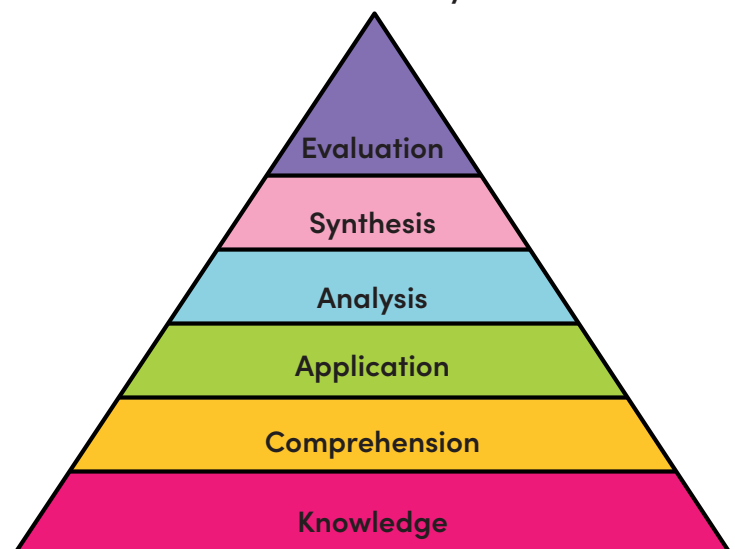 Evaluation
Synthesis
Analysis
Application
Comprehension
Knowledge